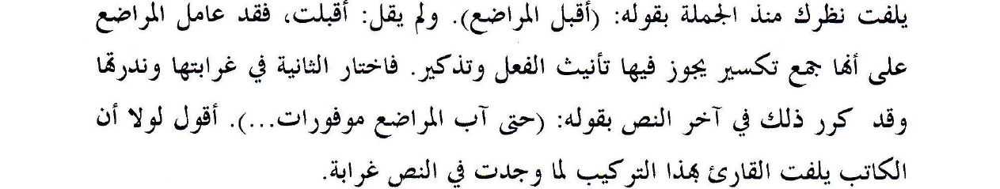 يلفت نظرك منذ الجملة بقوله: (أقبل المراضع). ولم يقل: أقبلت، فقد عامل المراضع
على أنها جمع تكسير يجوز فيها تأنيث الفعل وتذكير. فاختار الثانية في غرابتها وندرتها
وقد كرر ذلك في آخر النص بقوله: (حتى آب المراضع موفورات...). أقول لولا أن
الكاتب يلفت القارئ بهذا التركيب لما وجدت في النص غرابة.